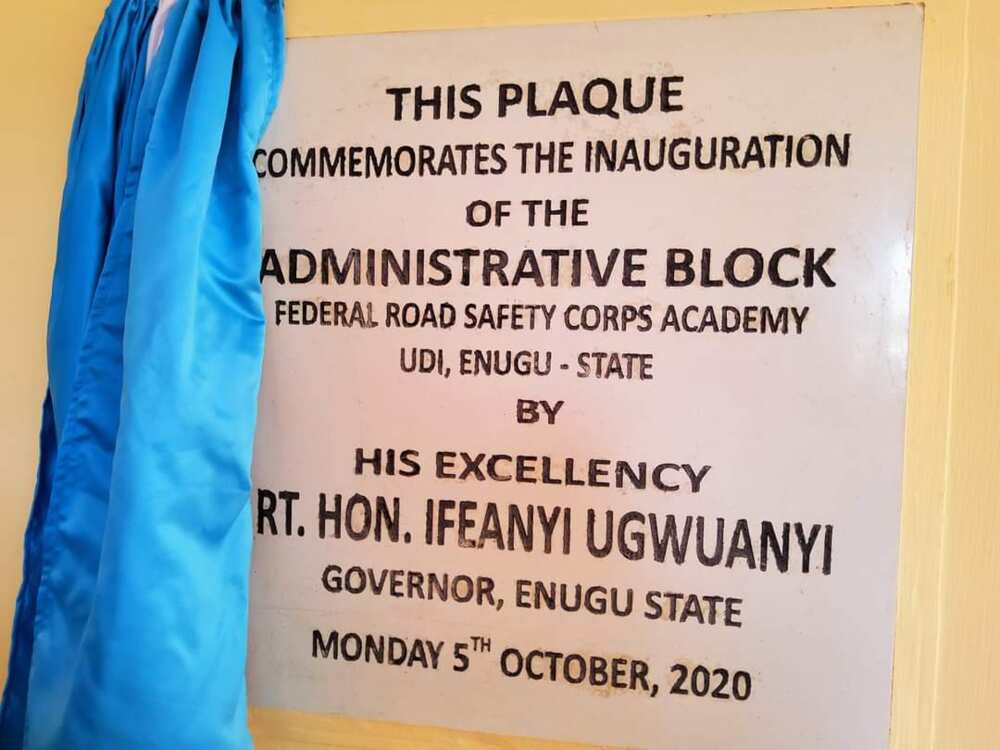 THIS PLAQUE
COMMEMORATES THE INAUGURATION
OF THE
ADMINISTRATIVE BLOCK
FEDERAL ROAD SAFETY CORPS ACADEMY
UDI, ENUGU - STATE
BY
HIS EXCELLENCY
RT. HON. IFEANYI UGWUANYI
GOVERNOR, ENUGU STATE
MONDAY 5TH OCTOBER, 2020